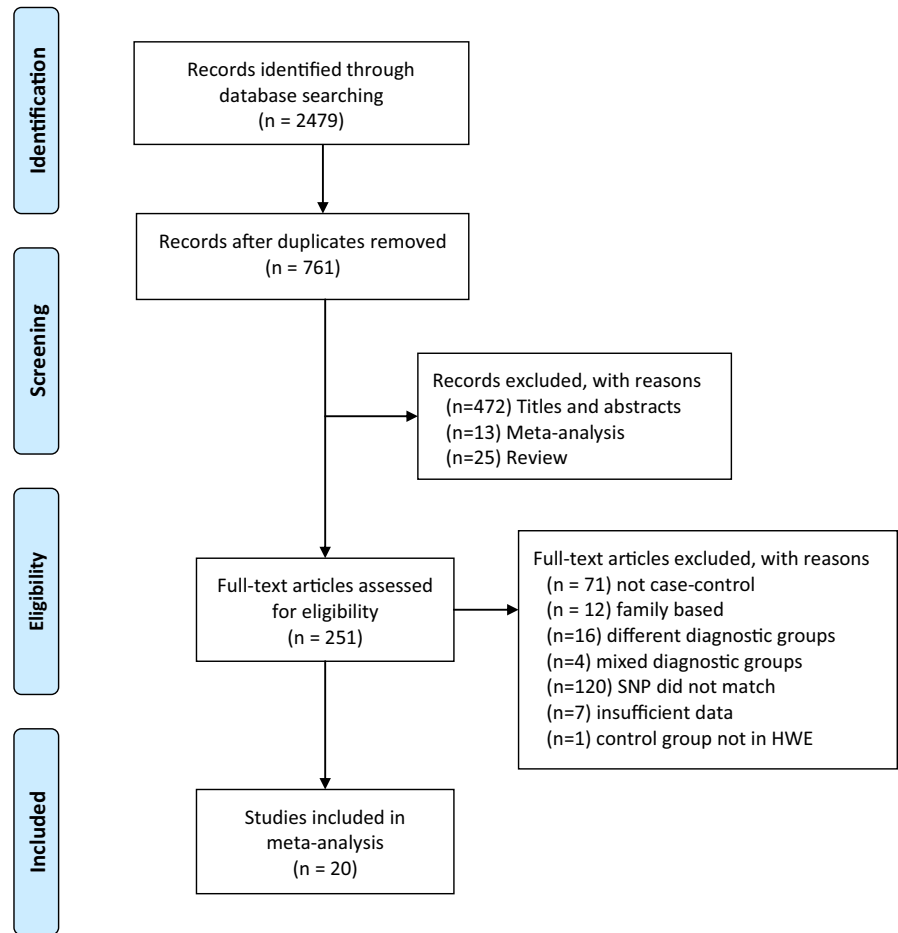 Identification
Records identified through
database searching
(n = 2479)
Records after duplicates removed
(n = 761)
Screening
Records excluded, with reasons
(n=472) Titles and abstracts
(n=13) Meta-analysis
(n=25) Review
Eligibility
Full-text articles assessed
for eligibility
(n = 251)
Full-text articles excluded, with reasons
(n = 71) not case-control
(n = 12) family based
(n=16) different diagnostic groups
(n=4) mixed diagnostic groups
(n=120) SNP did not match
(n=7) insufficient data
(n=1) control group not in HWE
Included
Studies included in
meta-analysis
(n = 20)